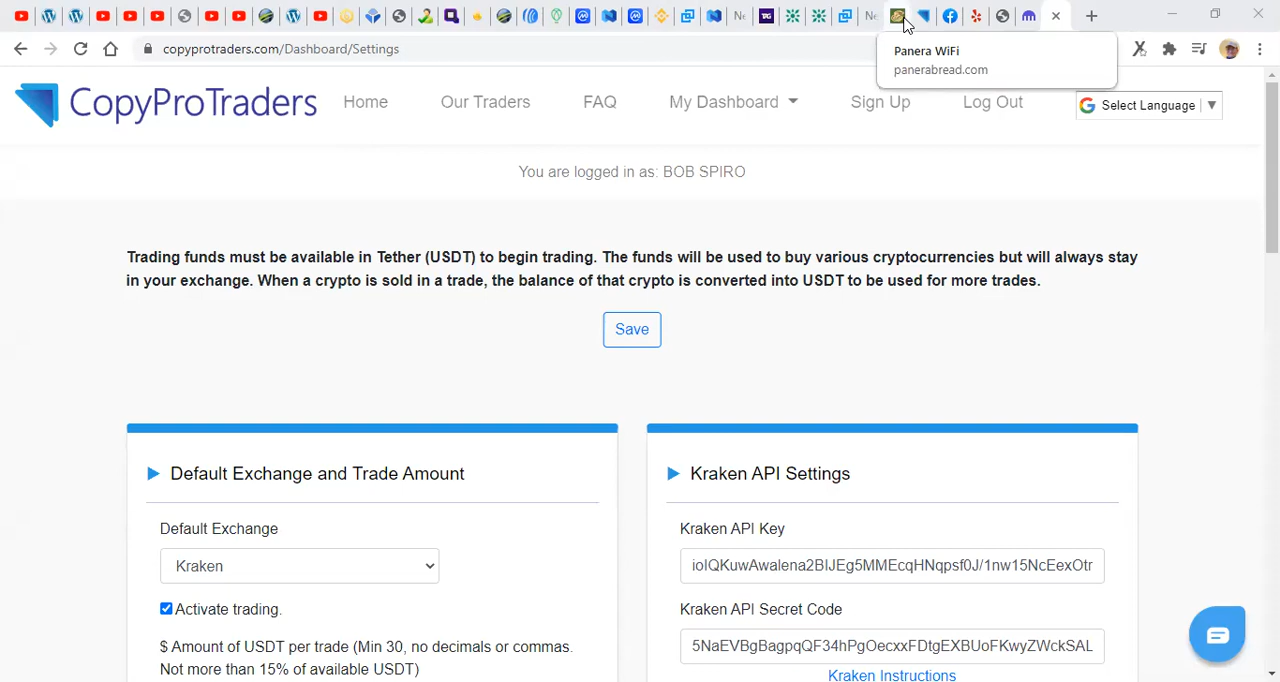 Ne
TG
Ne
copyprotraders.com/Dashboard/Settings
Panera WiFi
panerabread.com
CopyProTraders Home Our Traders FAQ My Dashboard Sign Up Log Out G Select Language ▼
You are logged in as: BOB SPIRO
Trading funds must be available in Tether (USDT) to begin trading. The funds will be used to buy various cryptocurrencies but will always stay
in your exchange. When a crypto is sold in a trade, the balance of that crypto is converted into USDT to be used for more trades.
Save
Default Exchange and Trade Amount
Default Exchange
Kraken
Activate trading.
$ Amount of USDT per trade (Min 30, no decimals or commas.
Not more than 15% of available USDT)
Kraken API Settings
Kraken API Key
ioIQKuwAwalena2BIJEg5MMEcqHNqpsf0J/1nw15NcEexOtr
Kraken API Secret Code
5NaEVBgBagpqQF34hPgOecxxFDtgEXBUoFKwyZWckSAL
Kraken Instructions